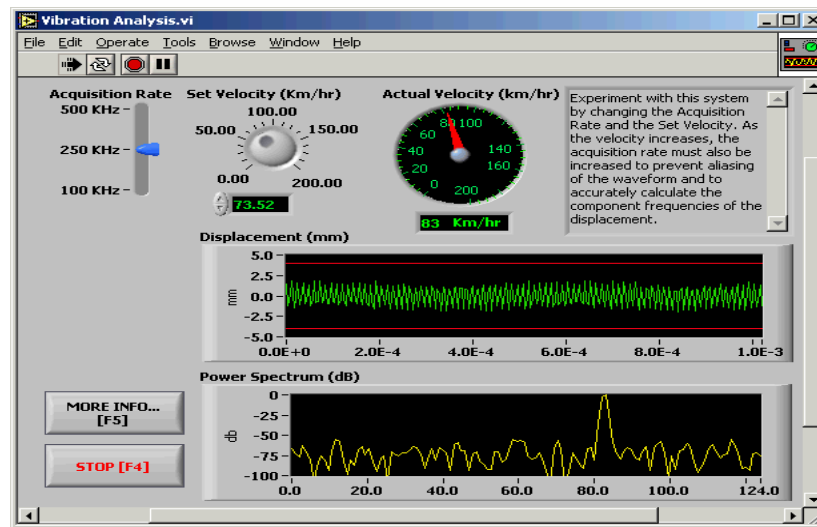 Vibration Analysis.vi
File Edit Operate Tools Browse Window Help
Acquisition Rate
500 KHz
250 KHz
100 KHz
Set Velocity (Km/hr)
100.00
50.00 150.00
0.00 200.00
73.52
Actual Velocity (km/hr)
80 100
60
40 140
20 160
0 200
83 Km/hr
Experiment with this system
by changing the Acquisition
Rate and the Set Velocity. As
the velocity increases, the
acquisition rate must also be
increased to prevent aliasing
of the waveform and to
accurately calculate the
component frequencies of the
displacement.
Displacement (mm)
mm
5.0
2.5
0.0
-2.5
-5.0
0.0E+0 2.0E-4 4.0E-4 6.0E-4 8.0E-4 1.0E-3
Power Spectrum (dB)
db
0
-25
-50
-75
-100
0.0 20.0 40.0 60.0 80.0 100.0 124.0
MORE INFO...
[F5]
STOP [F4]